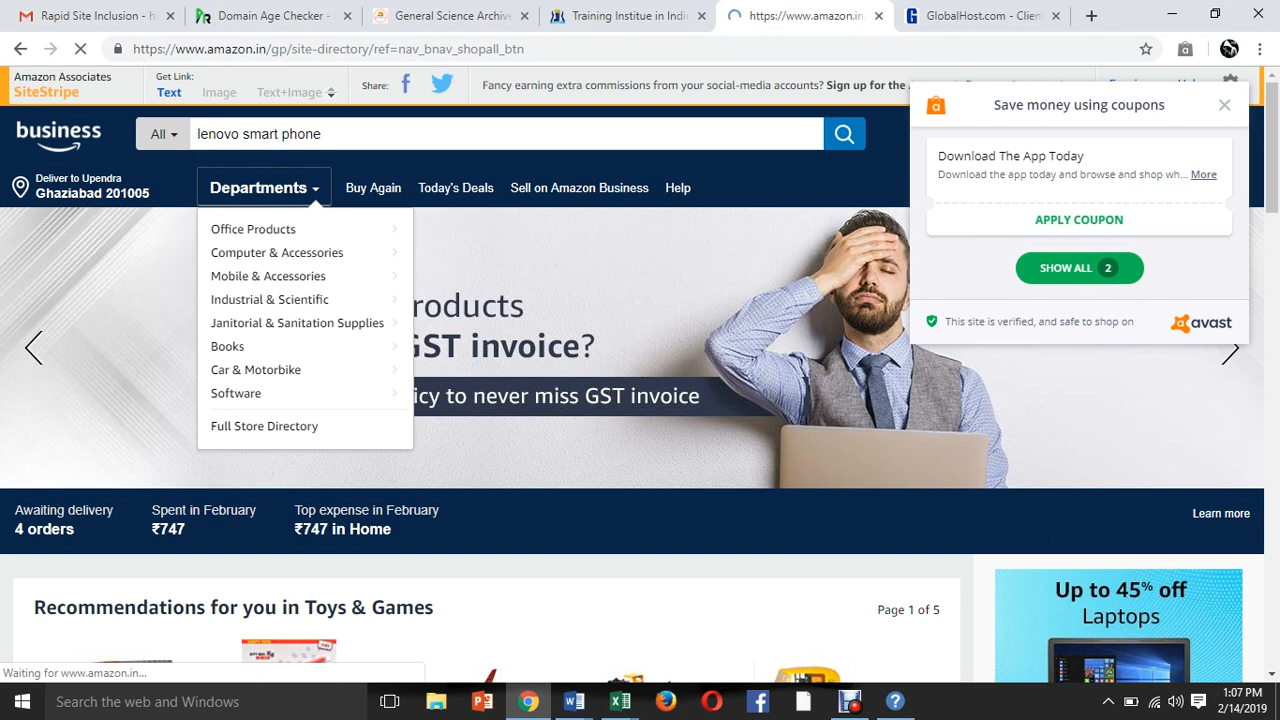 Rapid Site Inclusion - h
Domain Age Checker -
General Science Archive
Training Institue in Indi
https://www.amazon.in
GlobalHost.com - Clien
https://www.amazon.in/gp/site-directory/ref=nav_bnav_shopall_btn
Amazon Associates
SiteStripe
Get Link:
Text
Image
Text+Image
Share:
Fancy earning extra commissions from your social-media accounts? Sign up for the
business
All
lenovo smart phone
Deliver to Upendra
Ghaziabad 201005
Departments
Buy Again
Today's Deals
Sell on Amazon Business
Help
Save money using coupons
Download The App Today
Download the app today and browse and shop wh... More
APPLY COUPON
SHOW ALL 2
This site is verified, and safe to shop on
avast
Office Products
Computer & Accessories
Mobile & Accessories
Industrial & Scientific
Janitorial & Sanitation Supplies
Books
Car & Motorbike
Software
Full Store Directory
roducts
GST invoice?
icy to never miss GST invoice
Awaiting delivery
4 orders
Spent in February
₹747
Top expense in February
₹747 in Home
Learn more
Recommendations for you in Toys & Games
Page 1 of 5
Up to 45% off
Laptops
Waiting for www.amazon.in...
Search the web and Windows
1:07 PM
2/14/2019